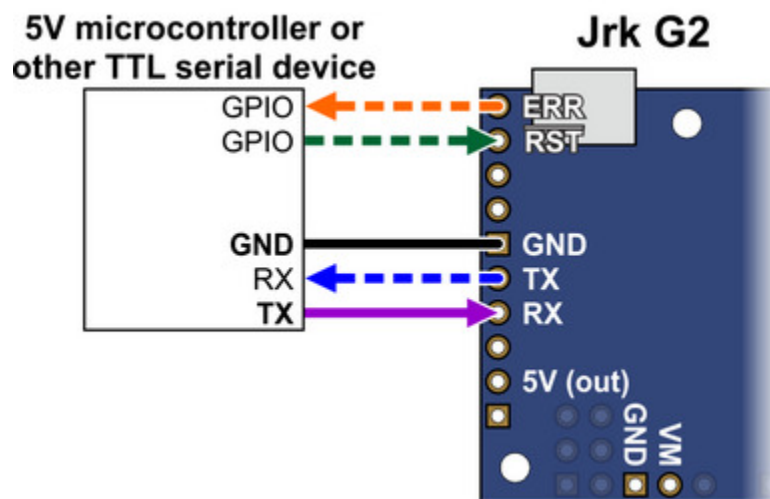 5V microcontroller or
other TTL serial device
Jrk G2
GPIO
GPIO
GND
RX
TX
ERR
RST
GND
TX
RX
5V (out)
GND
VM